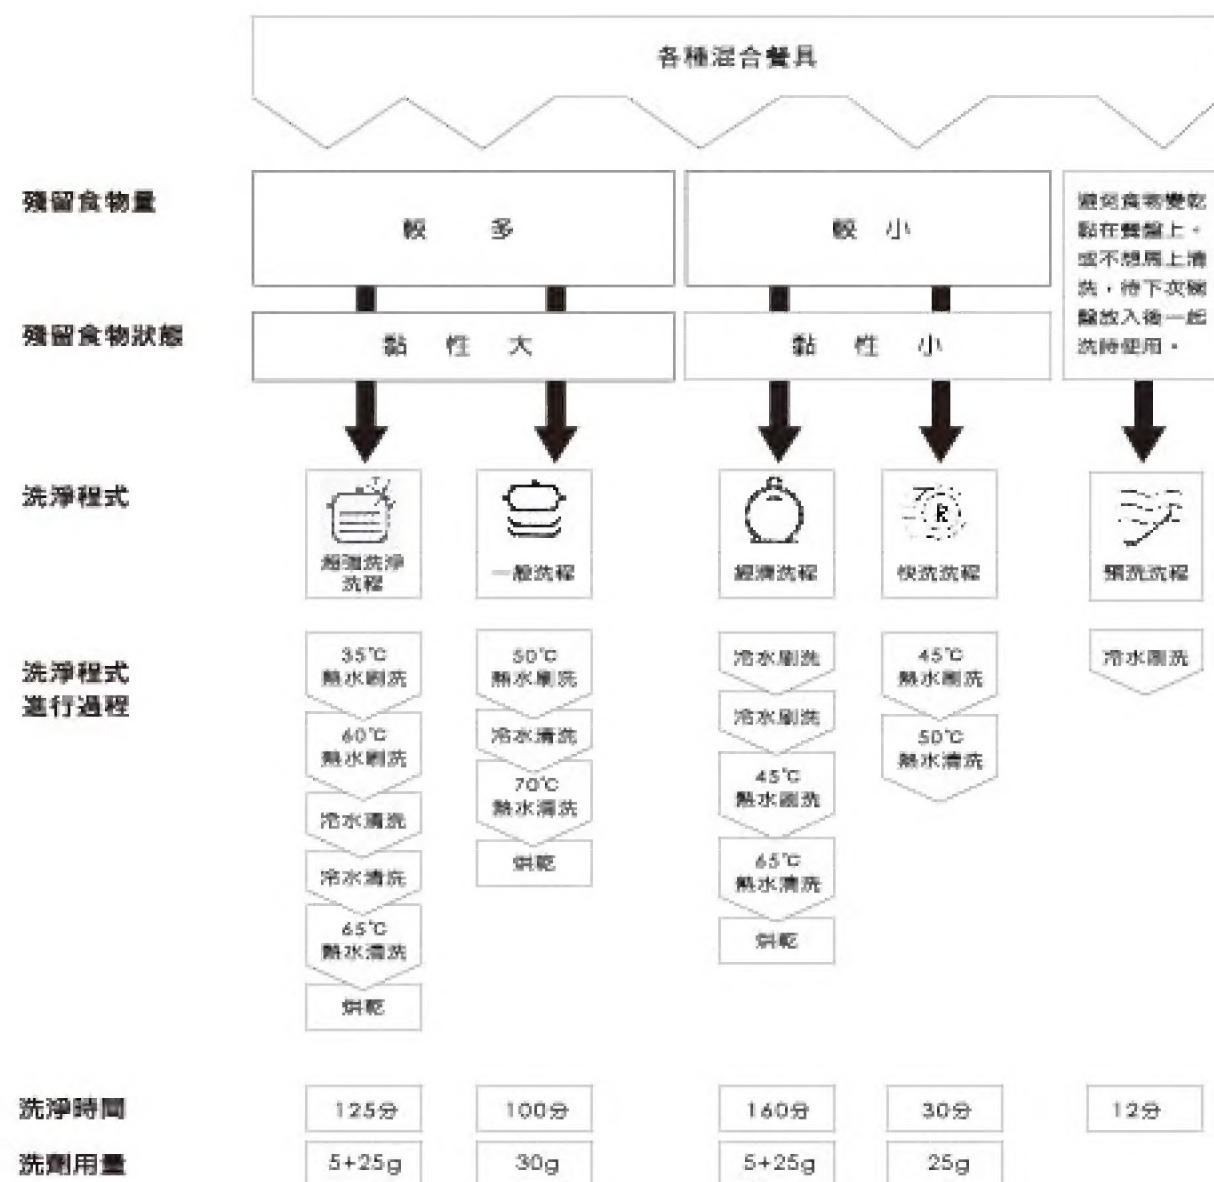 各種混合餐具
殘留食物量
較 多
較 小
避免食物變乾
黏在餐盤上。
或不想馬上清
洗,待下次碗
盤放入後一起
洗時使用。
殘留食物狀態
黏 性 大
黏 性 小
洗淨程式
超強洗淨
洗程
一般洗程
經濟洗程
快洗洗程
預洗洗程
洗淨程式
進行過程
35℃
熱水刷洗
60℃
熱水刷洗
冷水清洗
冷水清洗
65℃
熱水清洗
烘乾
50℃
熱水刷洗
冷水清洗
70℃
熱水清洗
烘乾
冷水刷洗
冷水刷洗
45℃
熱水刷洗
65℃
熱水清洗
烘乾
45℃
熱水刷洗
50℃
熱水清洗
冷水刷洗
洗淨時間
125分
100分
160分
30分
12分
洗劑用量
5+25g
30g
5+25g
25g